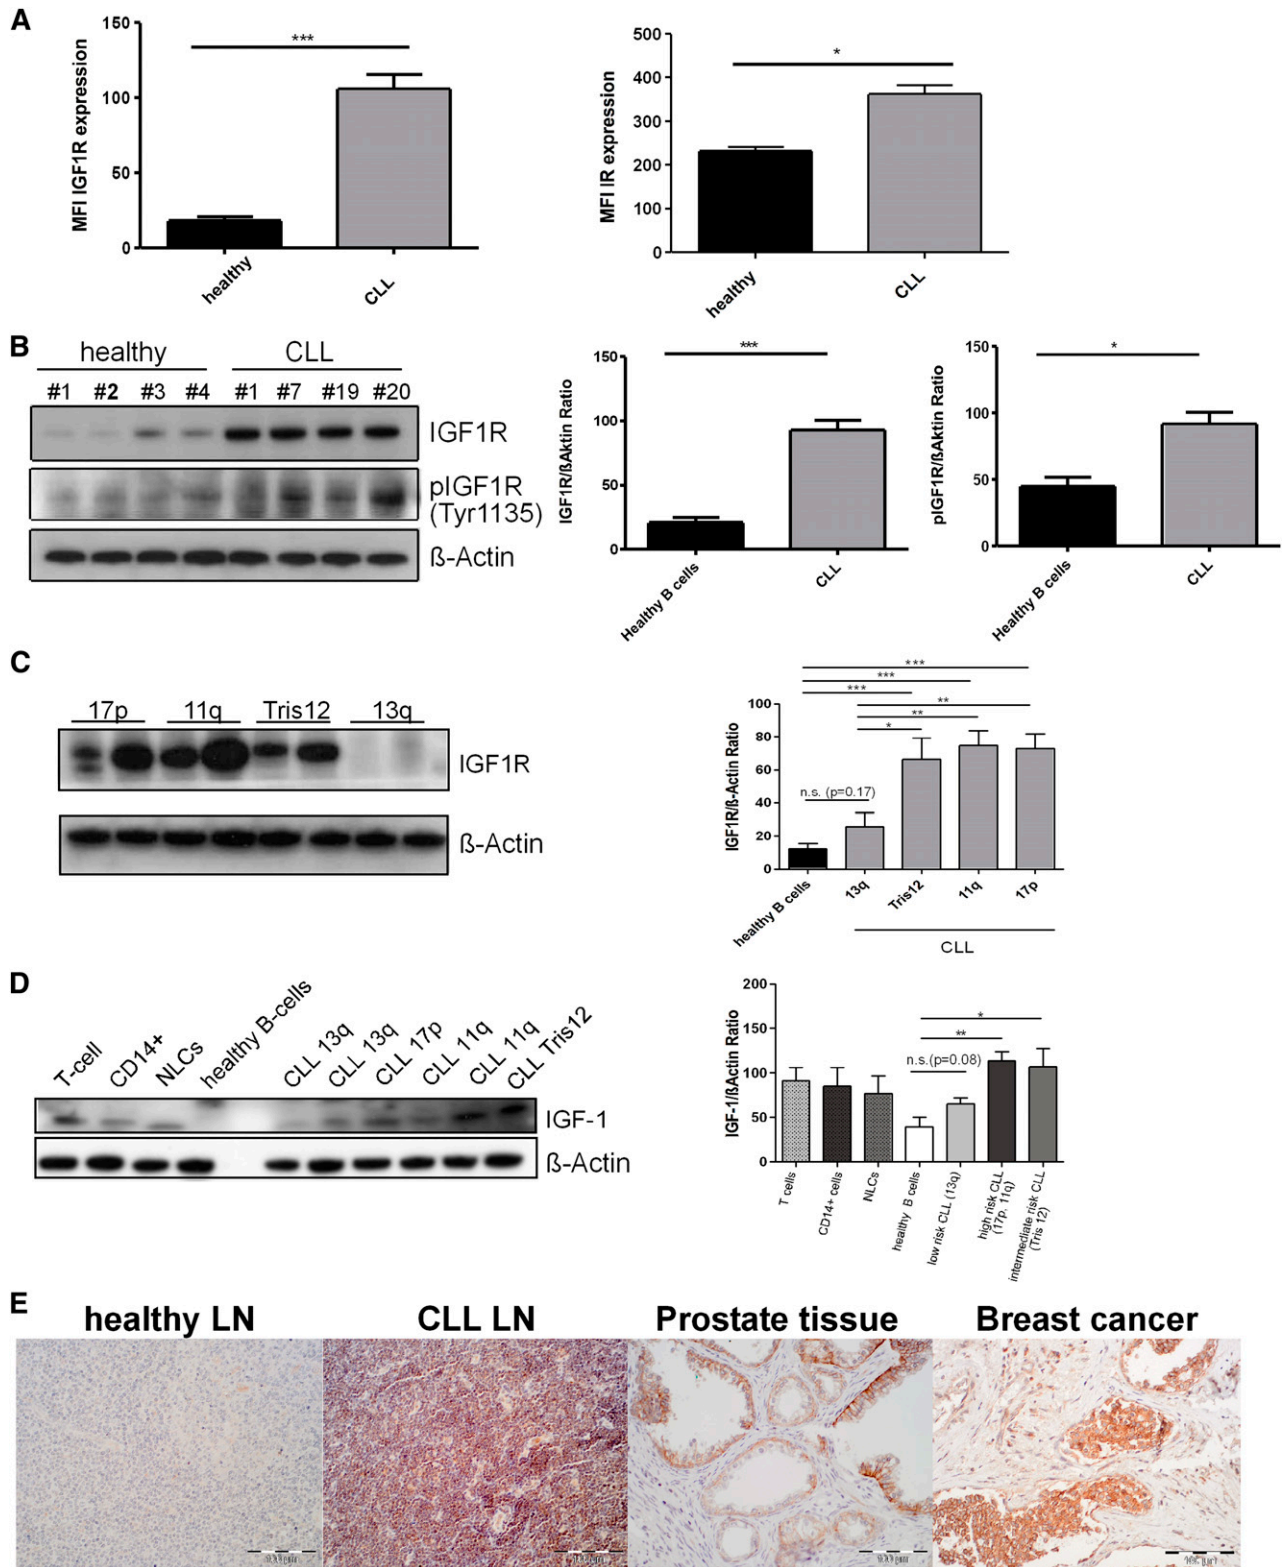 A
MFI IGF1R expression
150
100
50
0
***
healthy
CLL
MFI IR expression
500
400
300
200
100
0
*
healthy
CLL
B
healthy
CLL
#1 #2 #3 #4 #1 #7 #19 #20
IGF1R
pIGF1R
(Tyr1135)
ß-Actin
IGF1R/ßAktin Ratio
150
100
50
0
***
Healthy B cells
CLL
pIGF1R/ßAktin Ratio
150
100
50
0
*
Healthy B cells
CLL
C
17p 11q Tris12 13q
IGF1R
ß-Actin
IGF1R/ß-Actin Ratio
100
80
60
40
20
0
***
***
***
**
**
*
n.s. (p=0.17)
healthy B cells
13q
Tris12
11q
17p
CLL
D
T-cell
CD14+
NLCs
healthy B-cells
CLL 13q
CLL 13q
CLL 17p
CLL 11q
CLL 11q
CLL Tris12
IGF-1
ß-Actin
IGF-1/ßActin Ratio
200
150
100
50
0
*
**
n.s.(p=0.08)
T cells
CD14+ cells
NLCs
healthy B cells
low risk CLL (13q)
high risk CLL
(17p. 11q)
intermediate risk CLL
(Tris 12)
E
healthy LN
CLL LN
Prostate tissue
Breast cancer